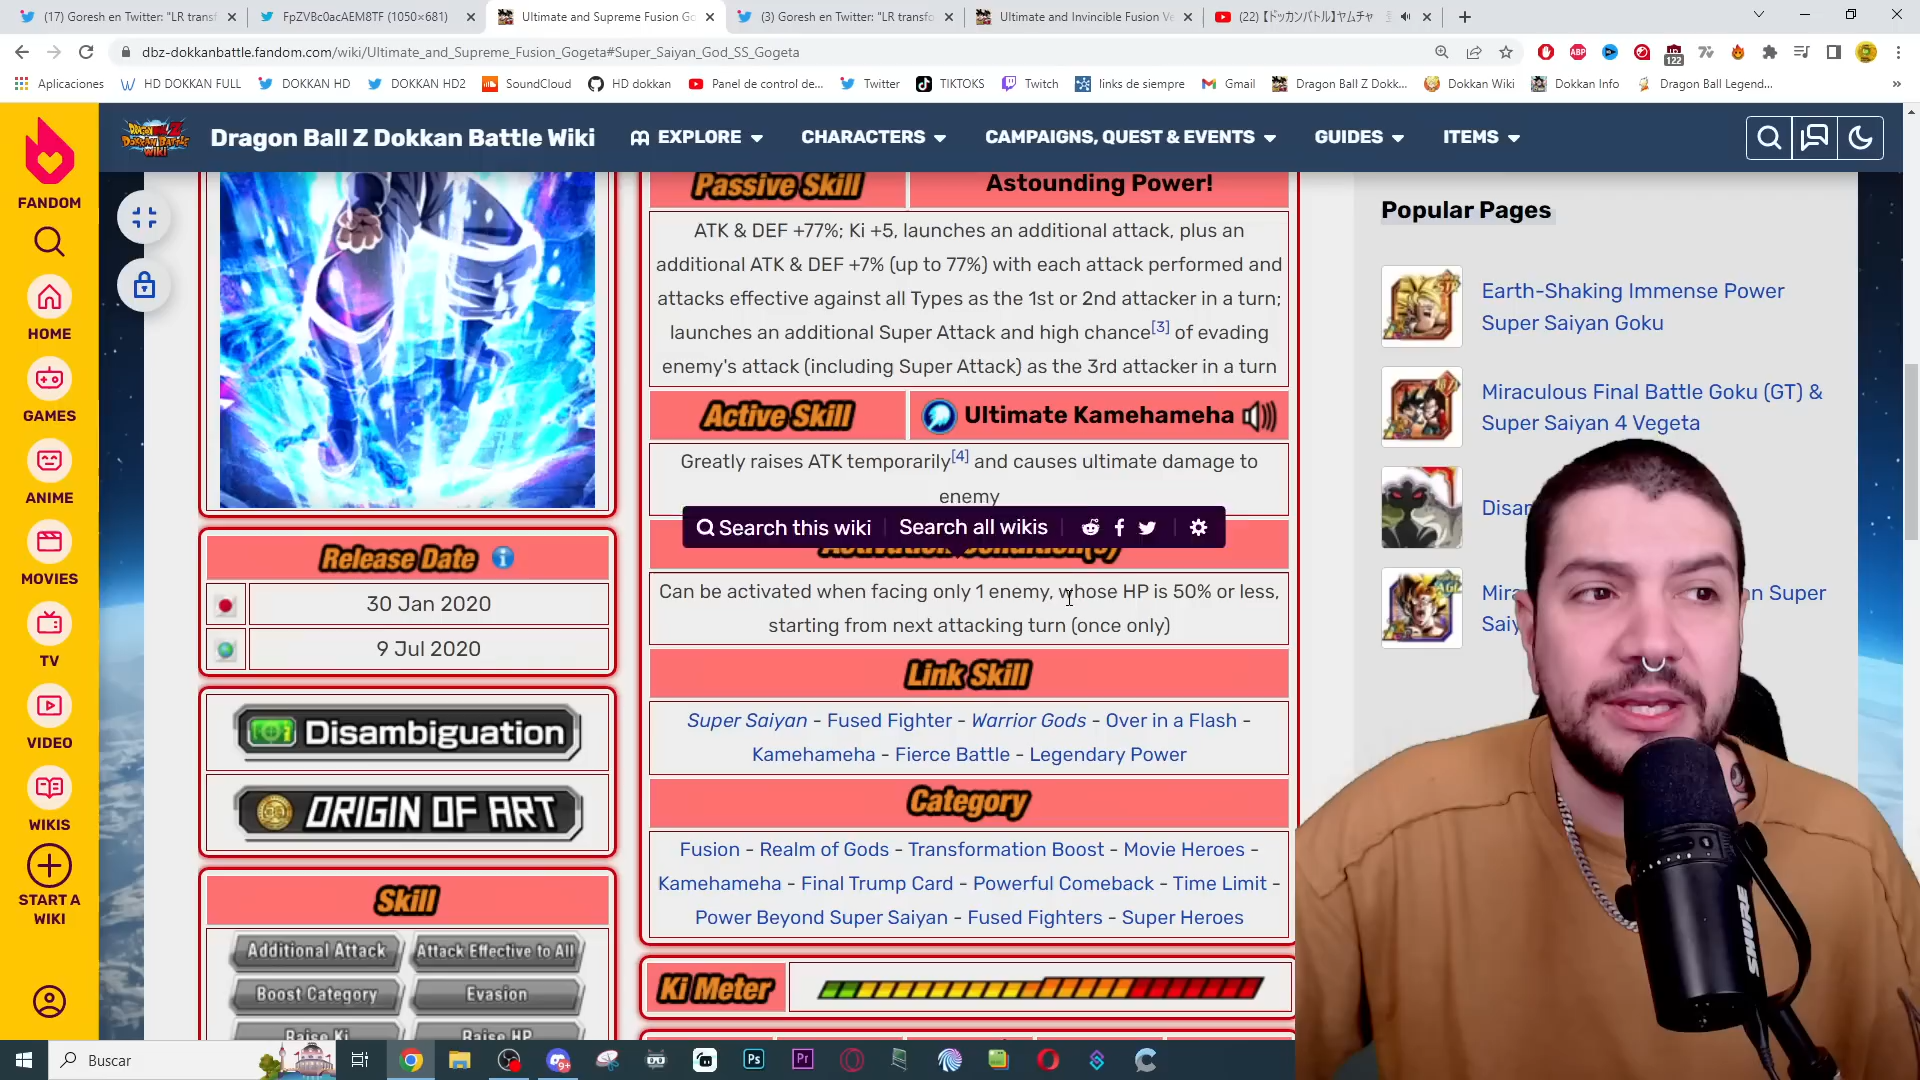 (17) Goresh en Twitter: "LR transf
FpZVBc0acAEM8TF (1050×681)
Ultimate and Supreme Fusion Go
(3) Goresh en Twitter: "LR transfo
Ultimate and Invincible Fusion Ve
(22) 【ドッカンバトル】ヤムチャ
dbz-dokkanbattle.fandom.com/wiki/Ultimate_and_Supreme_Fusion_Gogeta#Super_Saiyan_God_SS_Gogeta
122
Aplicaciones
HD DOKKAN FULL
DOKKAN HD
DOKKAN HD2
SoundCloud
HD dokkan
Panel de control de...
Twitter
TIKTOKS
Twitch
links de siempre
Gmail
Dragon Ball Z Dokk...
Dokkan Wiki
Dokkan Info
Dragon Ball Legend...
»
FANDOM
HOME
GAMES
ANIME
MOVIES
TV
VIDEO
WIKIS
START A
WIKI
Dragon Ball Z Dokkan Battle Wiki
EXPLORE
CHARACTERS
CAMPAIGNS, QUEST & EVENTS
GUIDES
ITEMS
Release Date
30 Jan 2020
9 Jul 2020
Disambiguation
ORIGIN OF ART
Skill
Additional Attack
Attack Effective to All
Boost Category
Evasion
Raise Ki
Raise HP
Passive Skill
Astounding Power!
ATK & DEF +77%; Ki +5, launches an additional attack, plus an
additional ATK & DEF +7% (up to 77%) with each attack performed and
attacks effective against all Types as the 1st or 2nd attacker in a turn;
launches an additional Super Attack and high chance[3] of evading
enemy's attack (including Super Attack) as the 3rd attacker in a turn
Active Skill
Ultimate Kamehameha
Greatly raises ATK temporarily[4] and causes ultimate damage to
enemy
Search this wiki
Search all wikis
Activation Condition(s)
Can be activated when facing only 1 enemy, whose HP is 50% or less,
starting from next attacking turn (once only)
Link Skill
Super Saiyan - Fused Fighter - Warrior Gods - Over in a Flash -
Kamehameha - Fierce Battle - Legendary Power
Category
Fusion - Realm of Gods - Transformation Boost - Movie Heroes -
Kamehameha - Final Trump Card - Powerful Comeback - Time Limit -
Power Beyond Super Saiyan - Fused Fighters - Super Heroes
Ki Meter
Popular Pages
Earth-Shaking Immense Power
Super Saiyan Goku
Miraculous Final Battle Goku (GT) &
Super Saiyan 4 Vegeta
Disa
Mira
n Super
Saiy
Buscar
Ps
Pr